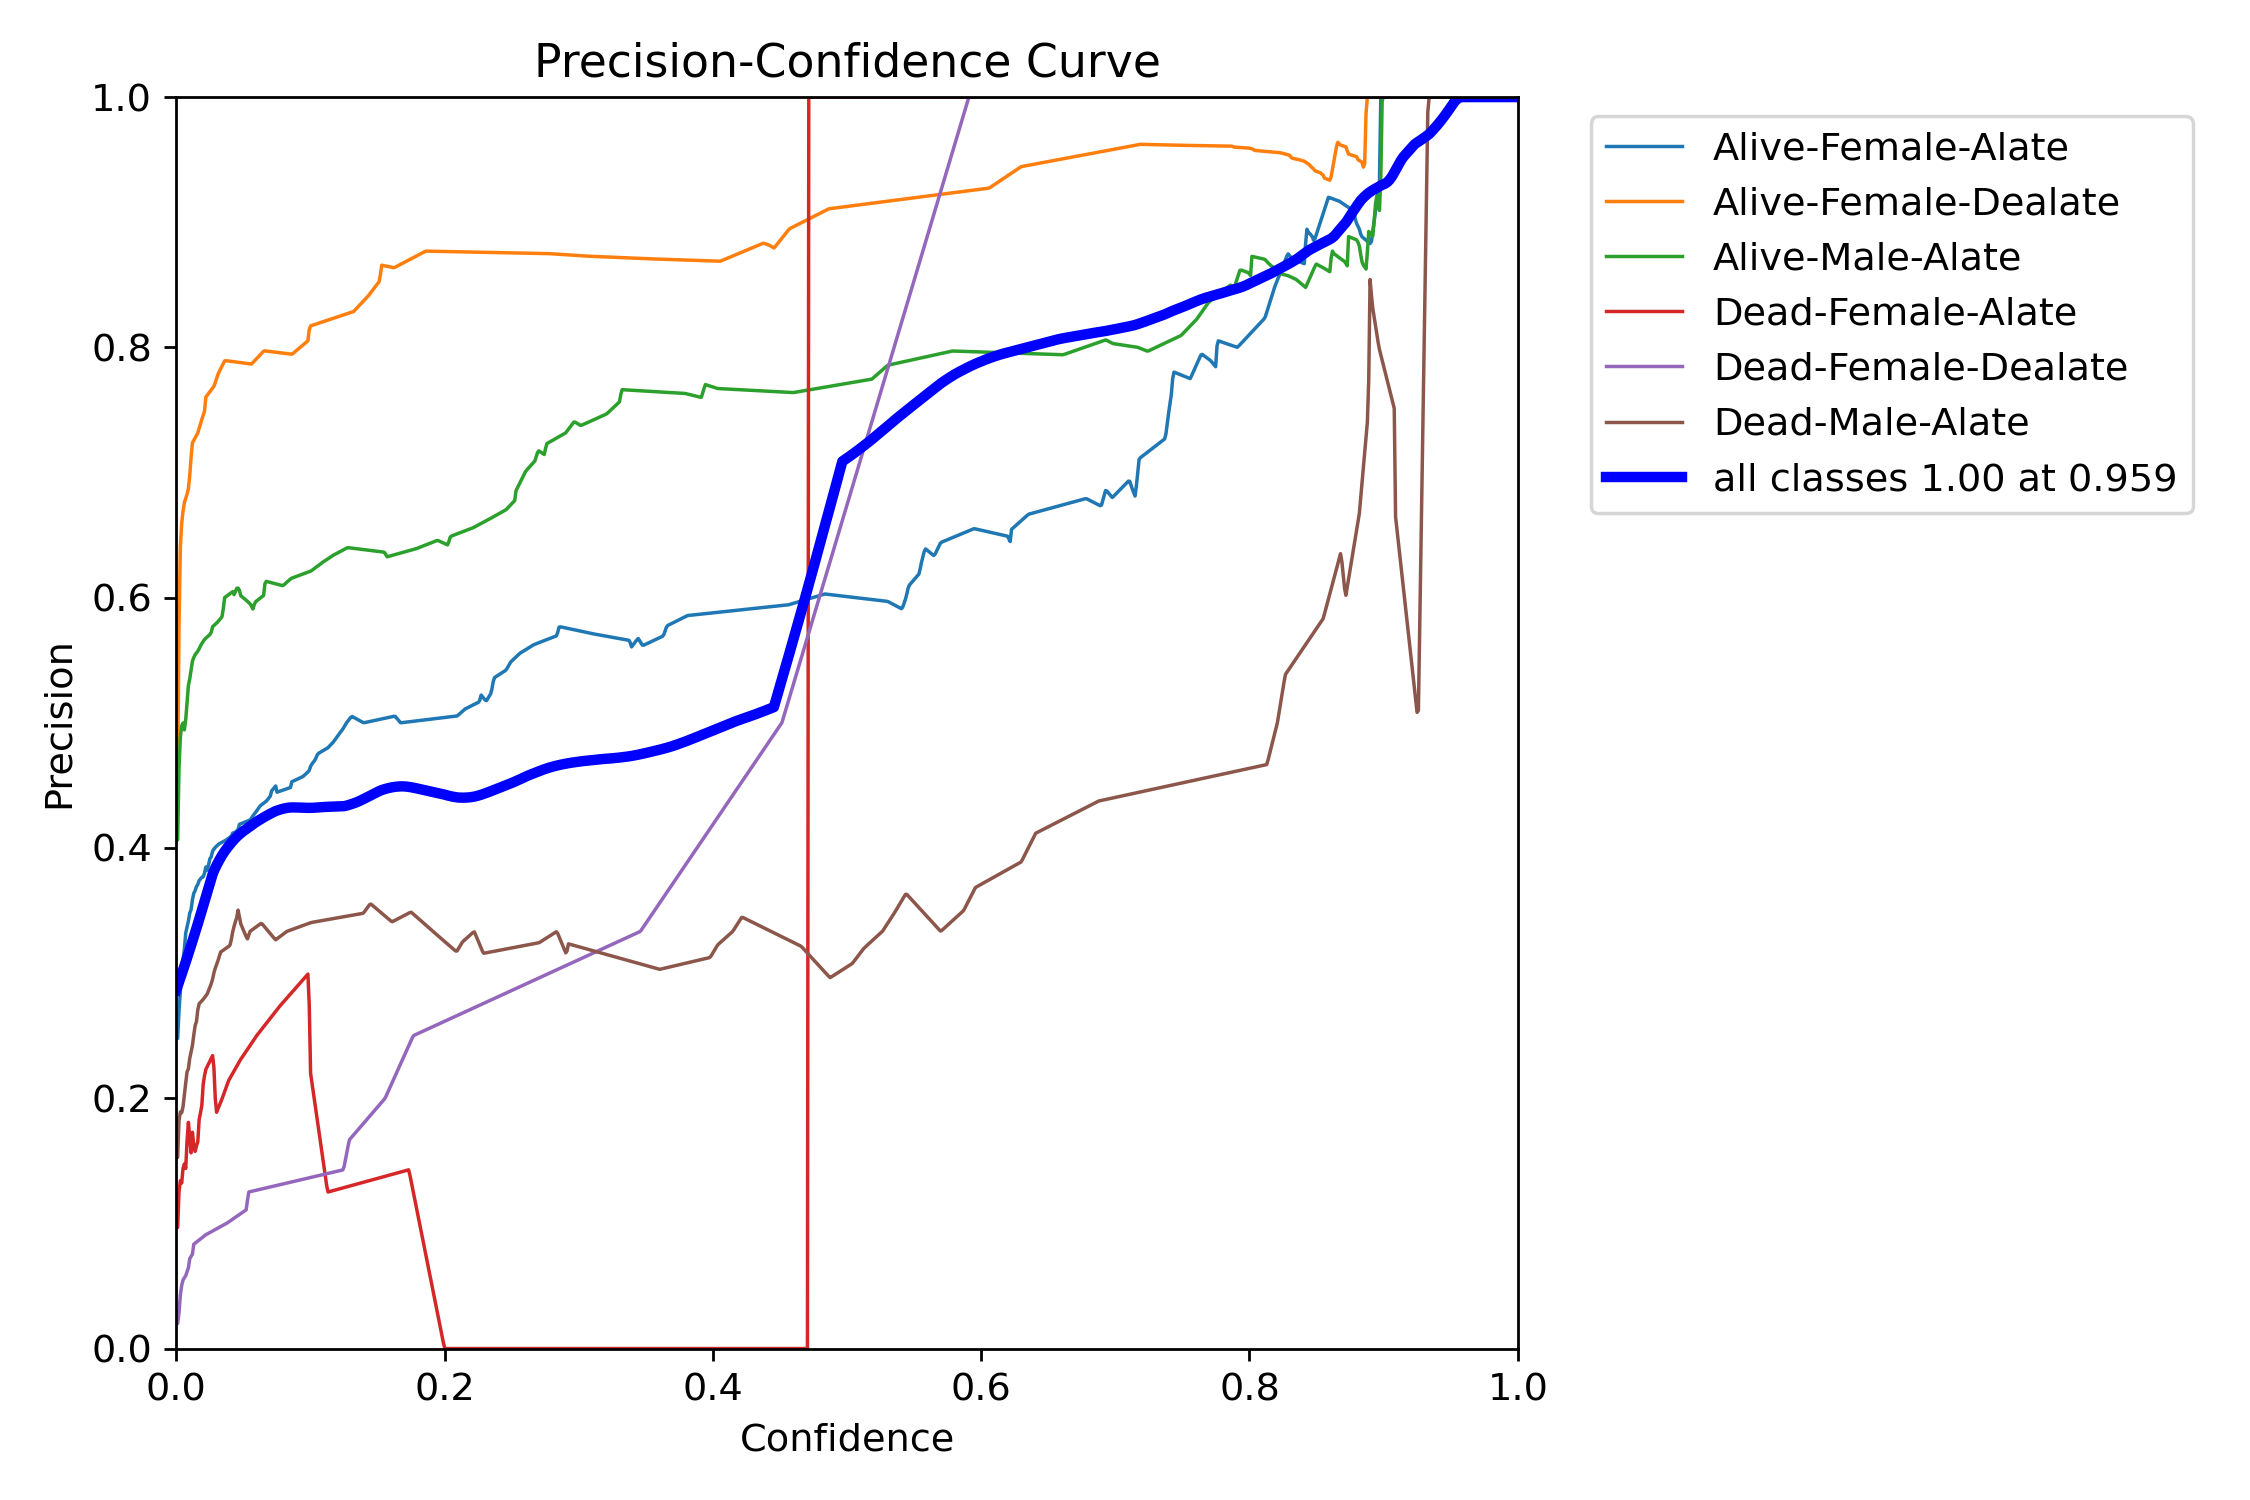 Precision-Confidence Curve
1.0
0.8
0.6
0.4
0.2
0.0
Precision
0.0 0.2 0.4 0.6 0.8 1.0
Confidence
Alive-Female-Alate
Alive-Female-Dealate
Alive-Male-Alate
Dead-Female-Alate
Dead-Female-Dealate
Dead-Male-Alate
all classes 1.00 at 0.959